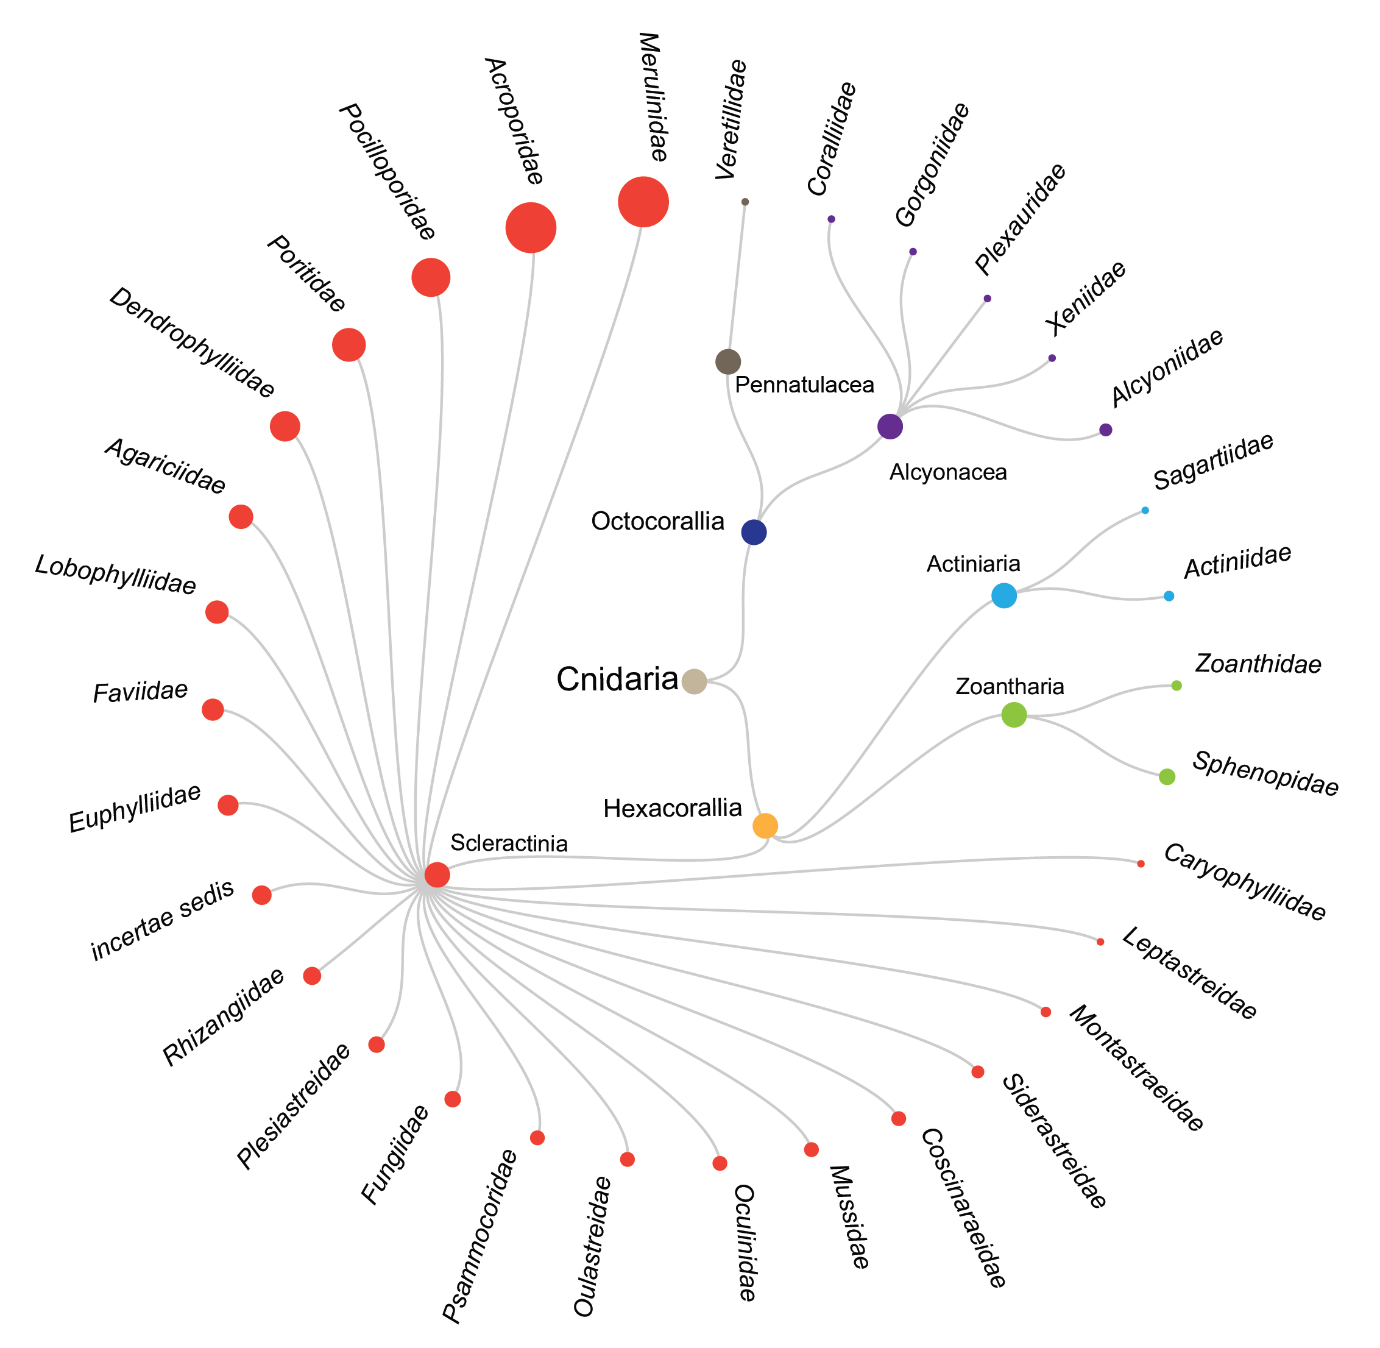 Merulinidae
Acroporidae
Pocilloporidae
Poritidae
Dendrophylliidae
Agariciidae
Lobophylliidae
Faviidae
Euphylliidae
incertae sedis
Rhizangiidae
Plesiastreidae
Fungiidae
Psammocoridae
Oulastreidae
Oculinidae
Mussidae
Coscinaraeidae
Siderastreidae
Montastraeidae
Leptastreidae
Caryophylliidae
Sphenopidae
Zoanthidae
Actiniidae
Sagartiidae
Alcyoniidae
Xeniidae
Plexauridae
Gorgoniidae
Coralliidae
Veretillidae
Pennatulacea
Alcyonacea
Octocorallia
Actiniaria
Cnidaria
Zoantharia
Hexacorallia
Scleractinia